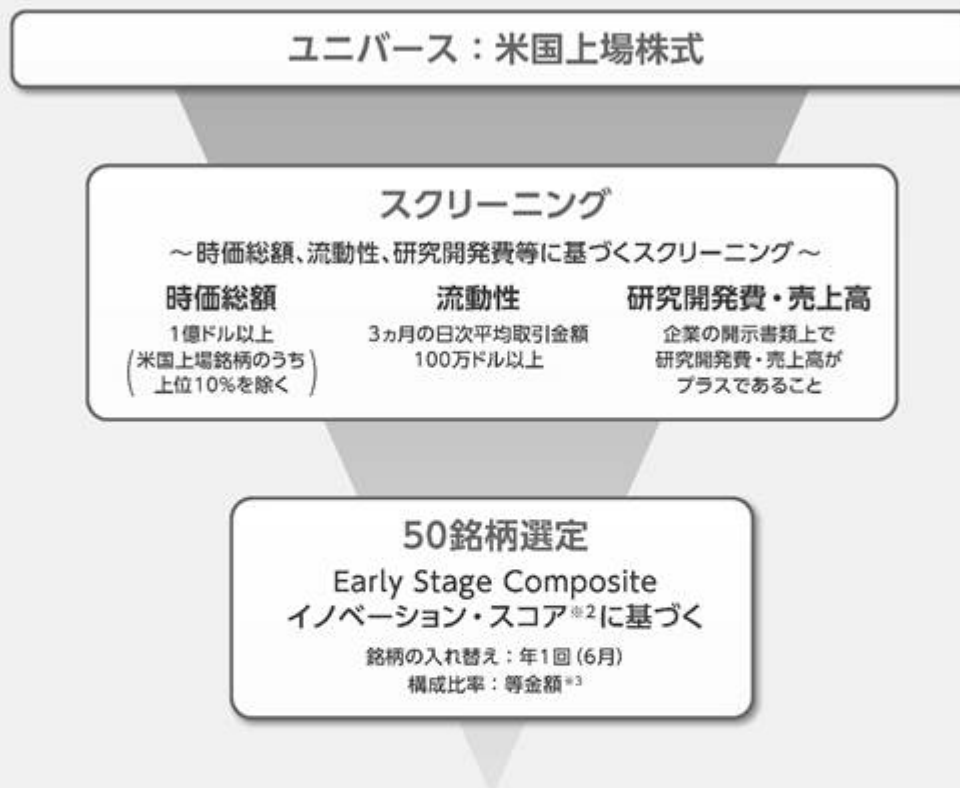 ユニバース：米国上場株式
スクリーニング
～時価総額、流動性、研究開発費等に基づくスクリーニング～
時価総額
1億ドル以上
(米国上場銘柄のうち
上位10%を除く)
流動性
3ヵ月の日次平均取引金額
100万ドル以上
研究開発費・売上高
企業の開示書類上で
研究開発費・売上高が
プラスであること
50銘柄選定
Early Stage Composite
イノベーション・スコア※2に基づく
銘柄の入れ替え：年1回(6月)
構成比率：等金額※3